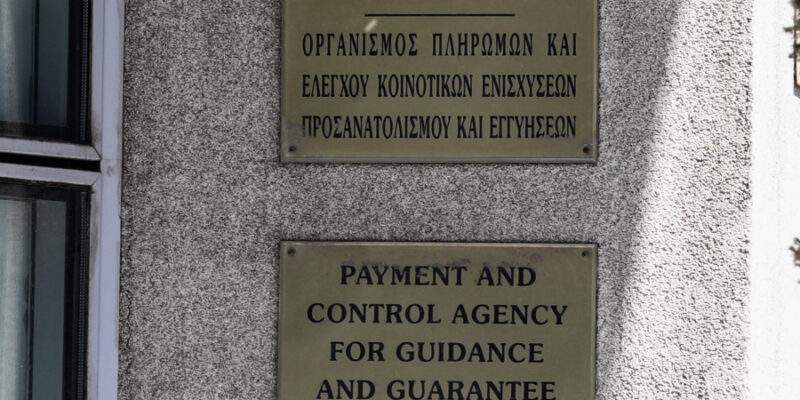 ΟΡΓΑΝΙΣΜΟΣ ΠΛΗΡΩΜΩΝ ΚΑΙ
ΕΛΕΓΧΟΥ ΚΟΙΝΟΤΙΚΩΝ ΕΝΙΣΧΥΣΕΩΝ
ΠΡΟΣΑΝΑΤΟΛΙΣΜΟΥ ΚΑΙ ΕΓΓΥΗΣΕΩΝ
PAYMENT AND
CONTROL AGENCY
FOR GUIDANCE
AND GUARANTEE